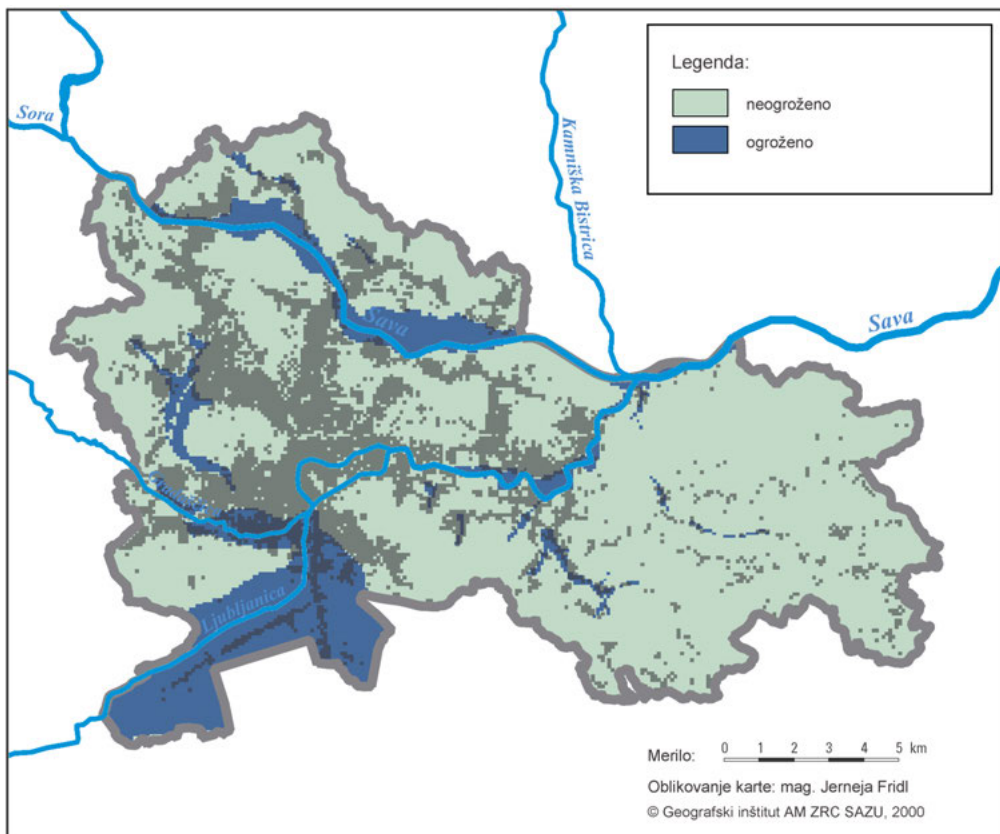 Legenda:
neogroženo
ogroženo
Sora
Kamniška Bistrica
Sava
Sava
Ljubljanica
Merilo: 0 1 2 3 4 5 km
Oblikovanje karte: mag. Jerneja Fridl
© Geografski inštitut AM ZRC SAZU, 2000